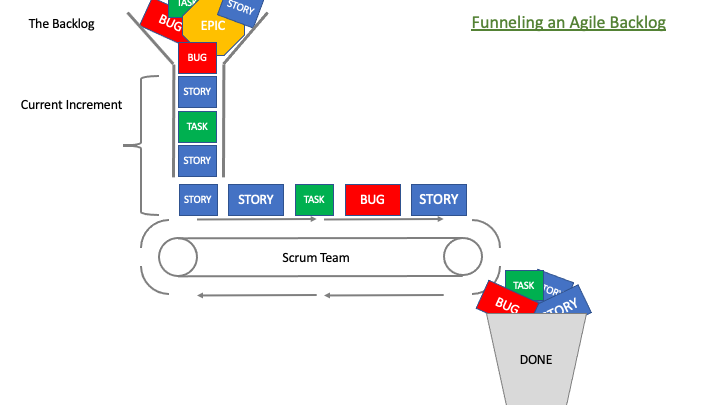 TASK
STORY
The Backlog
BUG
EPIC
Funneling an Agile Backlog
BUG
STORY
Current Increment
TASK
STORY
STORY STORY TASK BUG STORY
Scrum Team
TASK
STORY
BUG
STORY
DONE